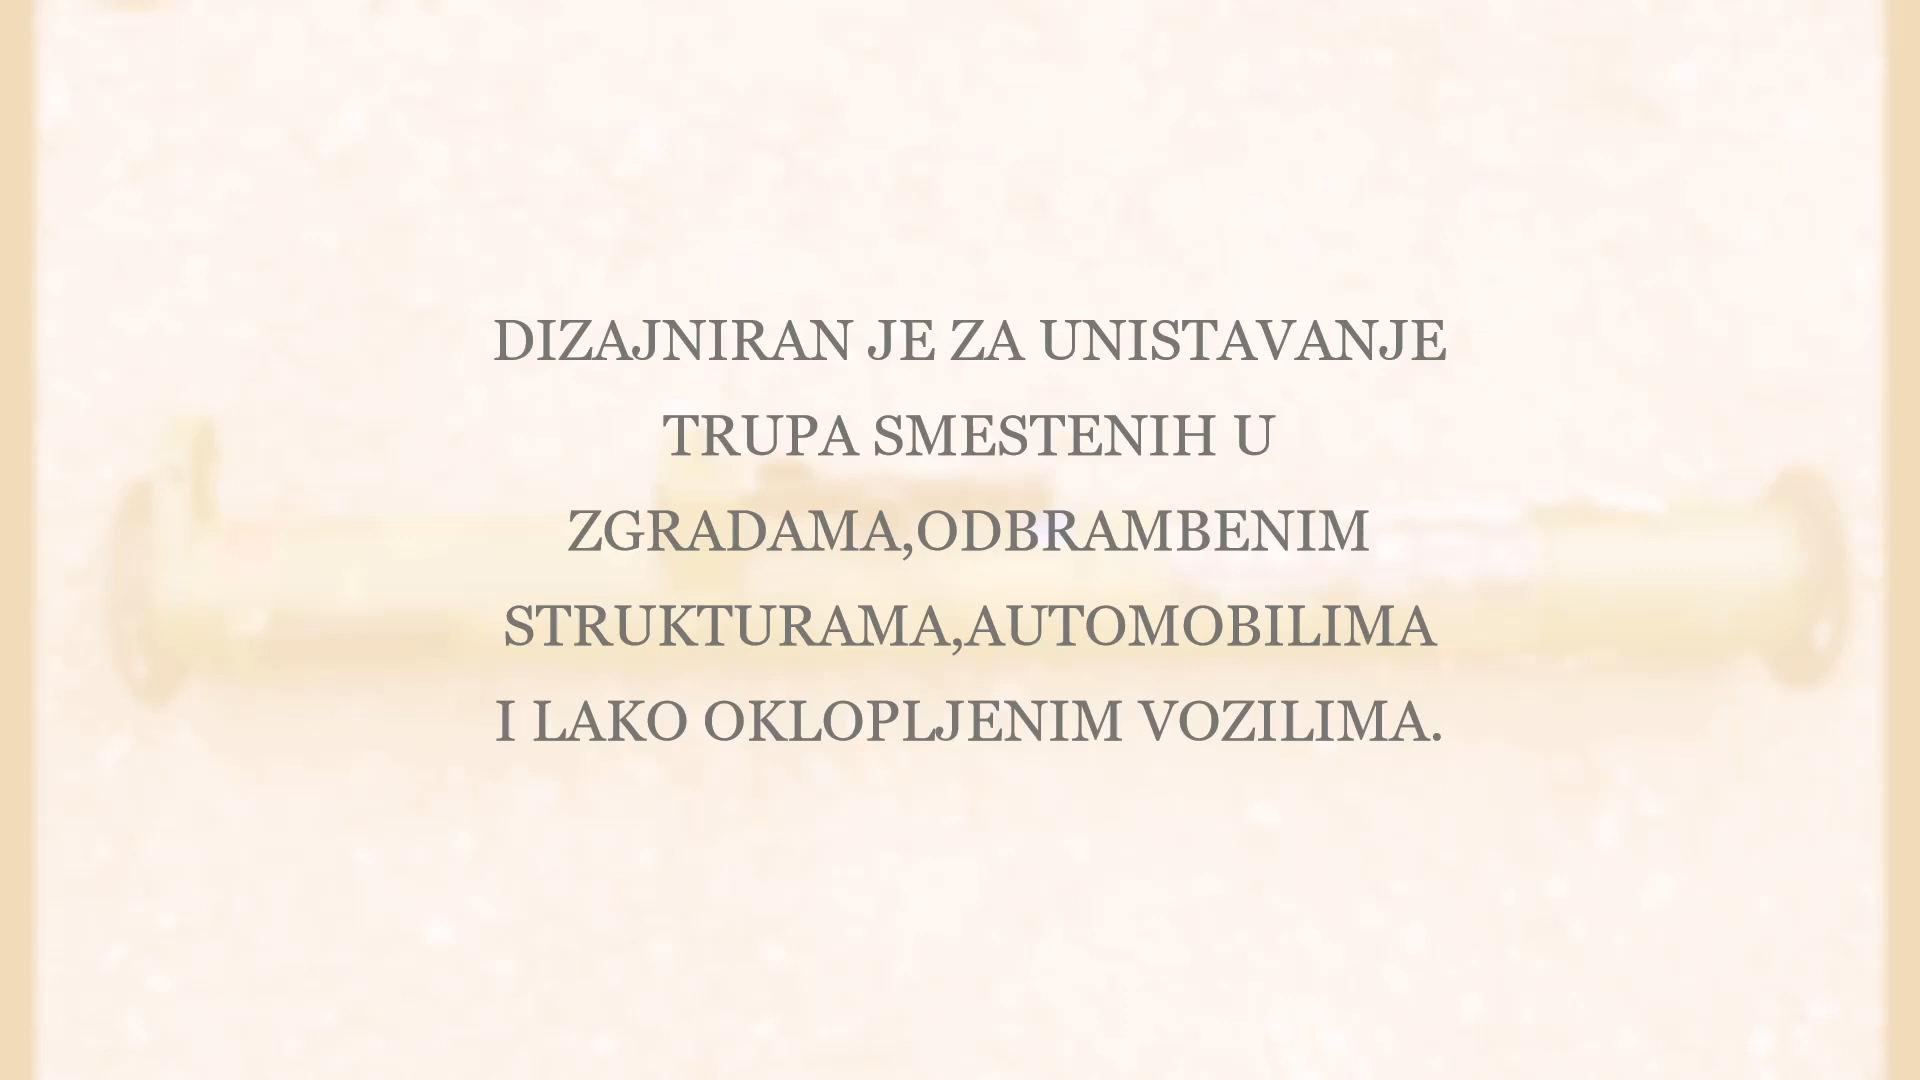 DIZAJNIRAN JE ZA UNISTAVANJE
TRUPA SMESTENIH U
ZGRADAMA,ODBRAMBENIM
STRUKTURAMA,AUTOMOBILIMA
I LAKO OKLOPLJENIM VOZILIMA.